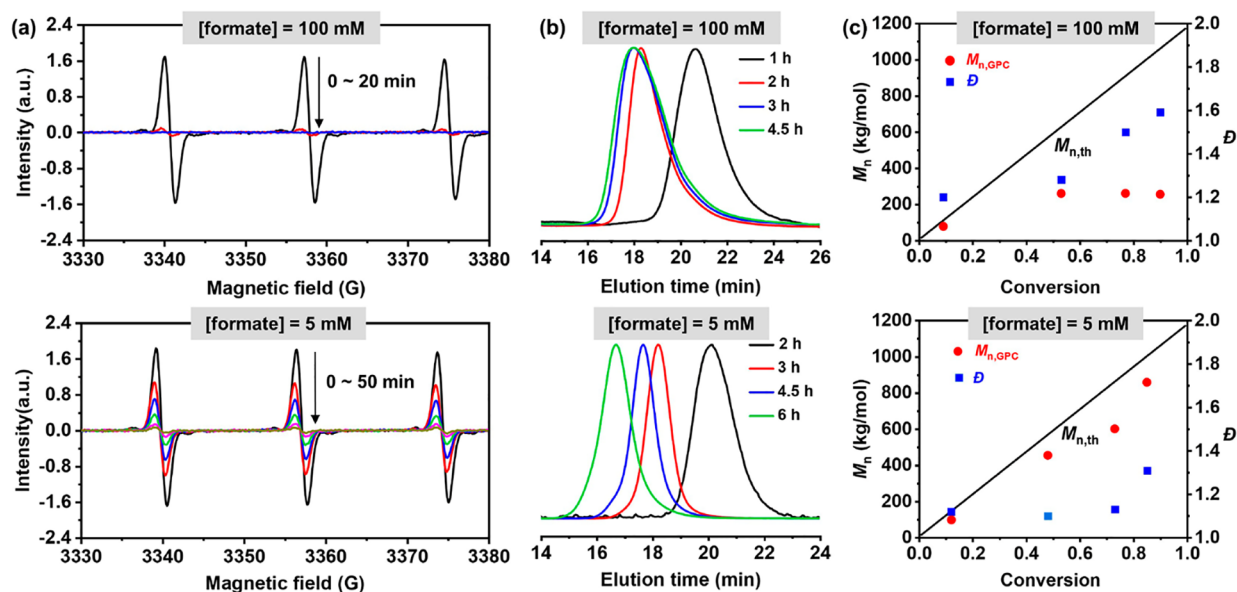 (a)
[formate] = 100 mM
2.4
1.6
0.8
0.0
-0.8
-1.6
-2.4
Intensity (a.u.)
0 ~ 20 min
3330 3340 3350 3360 3370 3380
Magnetic field (G)
(b)
[formate] = 100 mM
1 h
2 h
3 h
4.5 h
14 16 18 20 22 24 26
Elution time (min)
(c)
[formate] = 100 mM
1200
1000
800
600
400
200
0
Mn (kg/mol)
Mn,GPC
Đ
Mn,th
2.0
1.8
1.6
1.4
1.2
1.0
Đ
0.0 0.2 0.4 0.6 0.8 1.0
Conversion
[formate] = 5 mM
2.4
1.6
0.8
0.0
-0.8
-1.6
-2.4
Intensity(a.u.)
0 ~ 50 min
3330 3340 3350 3360 3370 3380
Magnetic field (G)
[formate] = 5 mM
2 h
3 h
4.5 h
6 h
14 16 18 20 22 24
Elution time (min)
[formate] = 5 mM
1200
1000
800
600
400
200
0
Mn (kg/mol)
Mn,GPC
Đ
Mn,th
2.0
1.8
1.6
1.4
1.2
1.0
Đ
0.0 0.2 0.4 0.6 0.8 1.0
Conversion